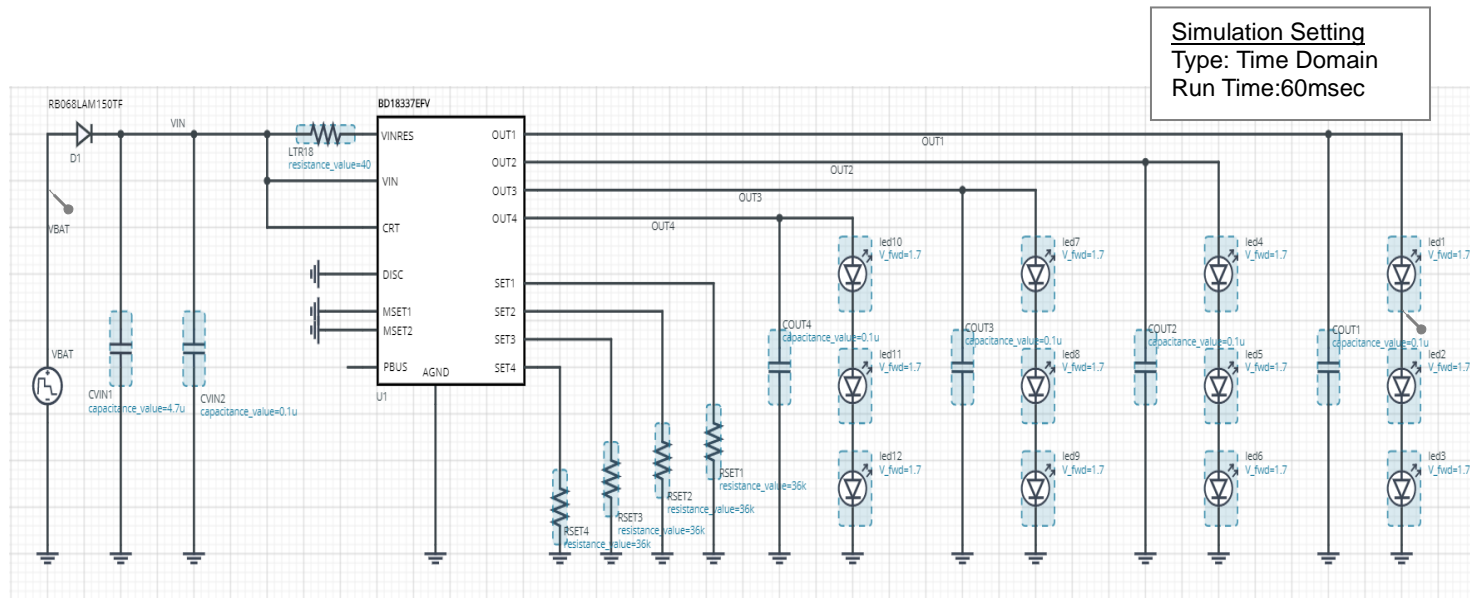 Simulation Setting
Type: Time Domain
Run Time:60msec
RB068LAM150TF
D1
VIN
BD18337EFV
LTR18
resistance_value=40
VINRES
VIN
CRT
DISC
MSET1
MSET2
PBUS
AGND
U1
OUT1
OUT2
OUT3
OUT4
SET1
SET2
SET3
SET4
OUT1
OUT2
OUT3
OUT4
VBAT
VBAT
CVIN1
capacitance_value=4.7u
CVIN2
capacitance_value=0.1u
RSET4
resistance_value=36k
RSET3
resistance_value=36k
RSET2
resistance_value=36k
RSET1
resistance_value=36k
COUT4
capacitance_value=0.1u
led10
V_fwd=1.7
led11
V_fwd=1.7
led12
V_fwd=1.7
COUT3
capacitance_value=0.1u
led7
V_fwd=1.7
led8
V_fwd=1.7
led9
V_fwd=1.7
COUT2
capacitance_value=0.1u
led4
V_fwd=1.7
led5
V_fwd=1.7
led6
V_fwd=1.7
COUT1
capacitance_value=0.1u
led1
V_fwd=1.7
led2
V_fwd=1.7
led3
V_fwd=1.7